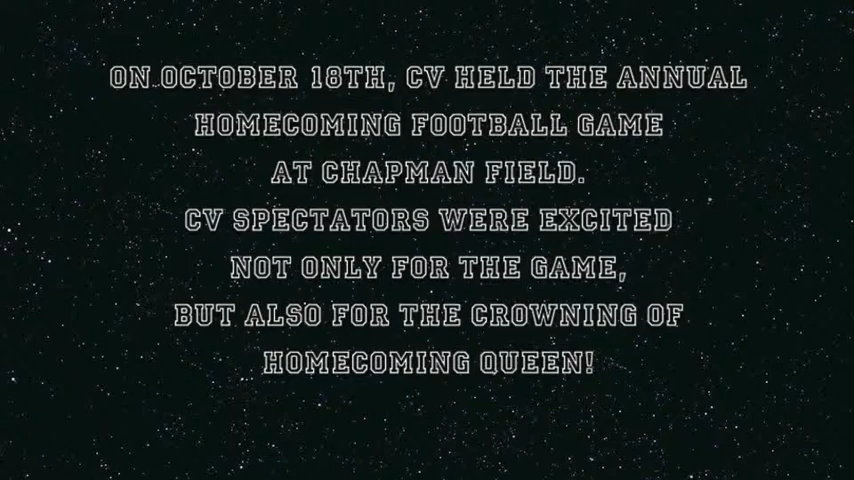 ON OCTOBER 18TH, CV HELD THE ANNUAL
HOMECOMING FOOTBALL GAME
AT CHAPMAN FIELD.
CV SPECTATORS WERE EXCITED
NOT ONLY FOR THE GAME,
BUT ALSO FOR THE CROWNING OF
HOMECOMING QUEEN!